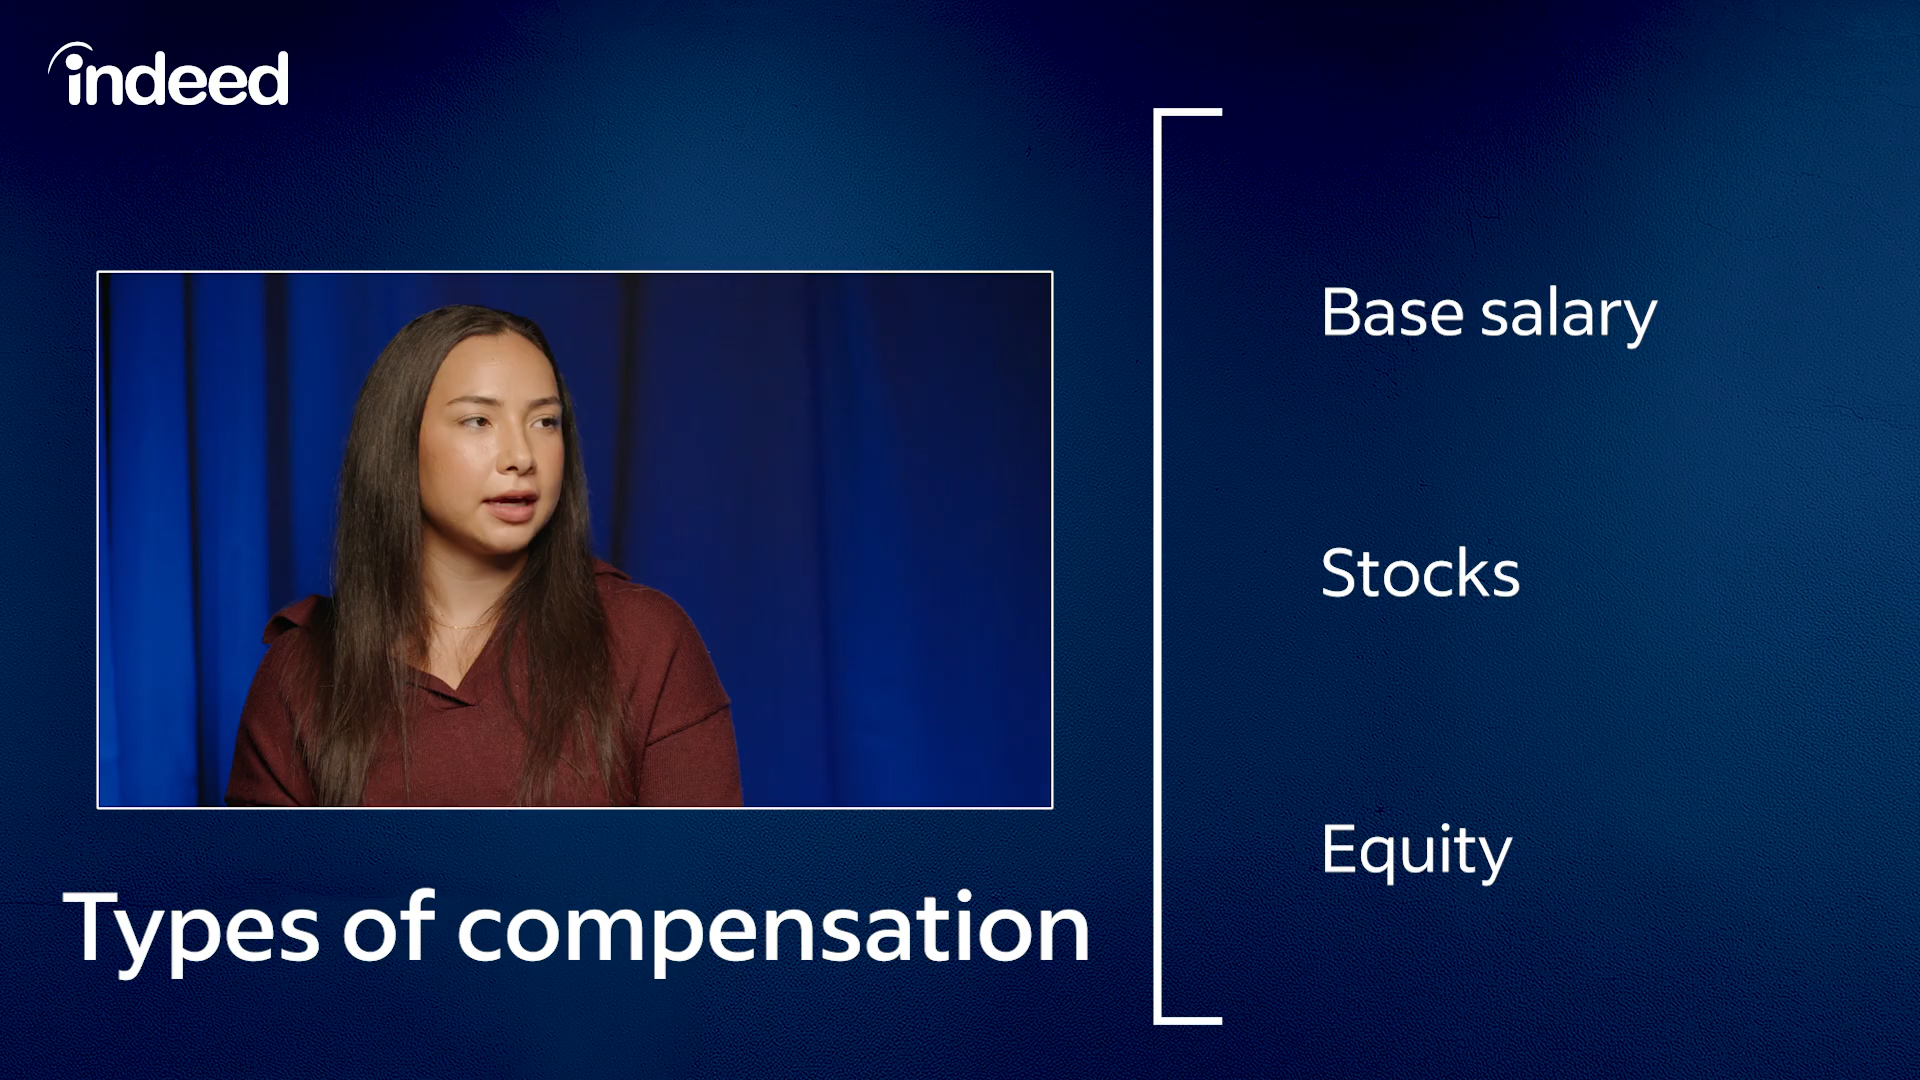 indeed
Types of compensation
Base salary
Stocks
Equity